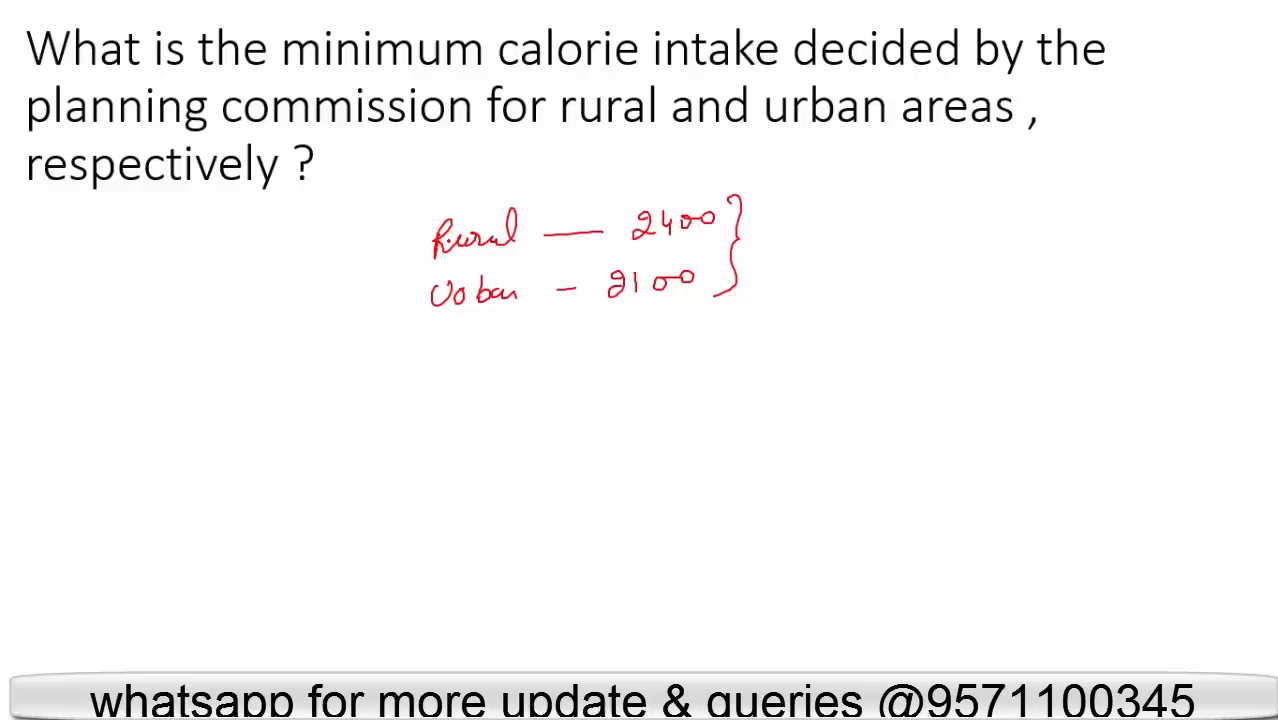 What is the minimum calorie intake decided by the
planning commission for rural and urban areas ,
respectively ?
Rural — 2400 }
Urban - 2100
whatsapp for more update & queries @9571100345